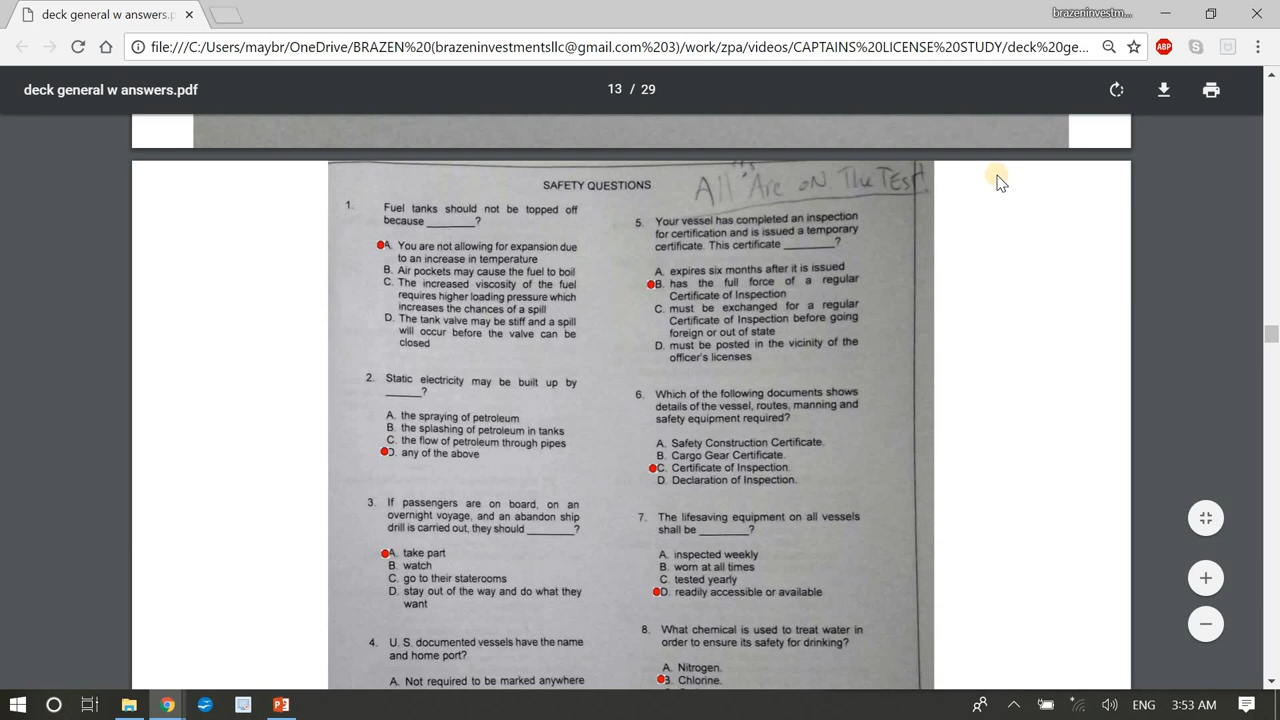 deck general w answers.p
brazeninvestm...
file:///C:/Users/maybr/OneDrive/BRAZEN%20(brazeninvestmentsllc@gmail.com%203)/work/zpa/videos/CAPTAINS%20LICENSE%20STUDY/deck%20ge...
ABP
deck general w answers.pdf
13 / 29
SAFETY QUESTIONS
All Are ON The TEST!
1. Fuel tanks should not be topped off
because ________?
A. You are not allowing for expansion due
to an increase in temperature
B. Air pockets may cause the fuel to boil
C. The increased viscosity of the fuel
requires higher loading pressure which
increases the chances of a spill
D. The tank valve may be stiff and a spill
will occur before the valve can be
closed
2. Static electricity may be built up by
______?
A. the spraying of petroleum
B. the splashing of petroleum in tanks
C. the flow of petroleum through pipes
D. any of the above
3. If passengers are on board, on an
overnight voyage, and an abandon ship
drill is carried out, they should ________?
A. take part
B. watch
C. go to their staterooms
D. stay out of the way and do what they
want
4. U. S. documented vessels have the name
and home port?
A. Not required to be marked anywhere
5. Your vessel has completed an inspection
for certification and is issued a temporary
certificate. This certificate ________?
A. expires six months after it is issued
B. has the full force of a regular
Certificate of Inspection
C. must be exchanged for a regular
Certificate of Inspection before going
foreign or out of state
D. must be posted in the vicinity of the
officer's licenses
6. Which of the following documents shows
details of the vessel, routes, manning and
safety equipment required?
A. Safety Construction Certificate.
B. Cargo Gear Certificate.
C. Certificate of Inspection.
D. Declaration of Inspection.
7. The lifesaving equipment on all vessels
shall be ________?
A. inspected weekly
B. worn at all times
C. tested yearly
D. readily accessible or available
8. What chemical is used to treat water in
order to ensure its safety for drinking?
A. Nitrogen.
B. Chlorine.
ENG
3:53 AM